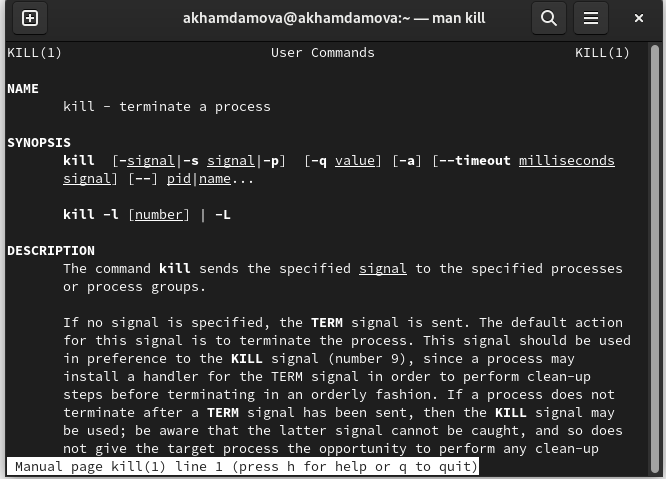 akhamdamova@akhamdamova:~ — man kill
KILL(1) User Commands KILL(1)
NAME
kill - terminate a process
SYNOPSIS
kill [-signal|-s signal|-p] [-q value] [-a] [--timeout milliseconds
signal] [--] pid|name...
kill -l [number] | -L
DESCRIPTION
The command kill sends the specified signal to the specified processes
or process groups.
If no signal is specified, the TERM signal is sent. The default action
for this signal is to terminate the process. This signal should be used
in preference to the KILL signal (number 9), since a process may
install a handler for the TERM signal in order to perform clean-up
steps before terminating in an orderly fashion. If a process does not
terminate after a TERM signal has been sent, then the KILL signal may
be used; be aware that the latter signal cannot be caught, and so does
not give the target process the opportunity to perform any clean-up
Manual page kill(1) line 1 (press h for help or q to quit)